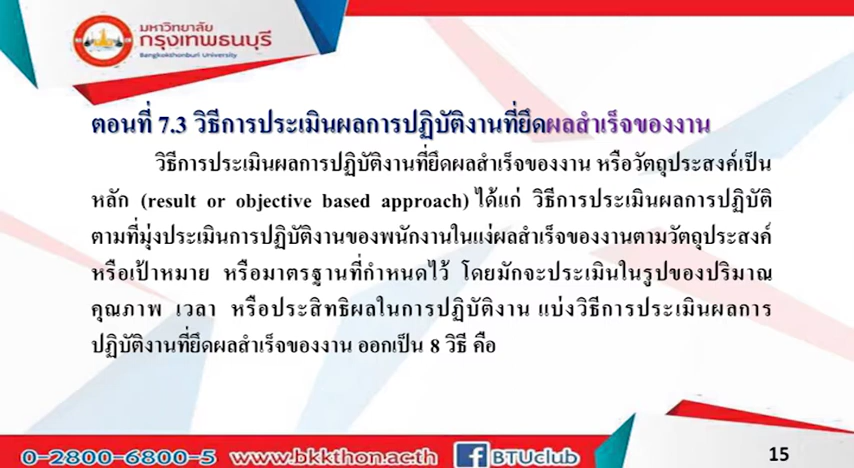 มหาวิทยาลัย
กรุงเทพธนบุรี
Bangkokthonburi University
ตอนที่ 7.3 วิธีการประเมินผลการปฏิบัติงานที่ยึดผลสำเร็จของงาน
วิธีการประเมินผลการปฏิบัติงานที่ยึดผลสำเร็จของงาน หรือวัตถุประสงค์เป็น
หลัก (result or objective based approach) ได้แก่ วิธีการประเมินผลการปฏิบัติ
ตามที่มุ่งประเมินการปฏิบัติงานของพนักงานในแง่ผลสำเร็จของงานตามวัตถุประสงค์
หรือเป้าหมาย หรือมาตรฐานที่กำหนดไว้ โดยมักจะประเมินในรูปของปริมาณ
คุณภาพ เวลา หรือประสิทธิผลในการปฏิบัติงาน แบ่งวิธีการประเมินผลการ
ปฏิบัติงานที่ยึดผลสำเร็จของงาน ออกเป็น 8 วิธี คือ
0-2800-6800-5 www.bkkthon.ac.th BTUclub
15